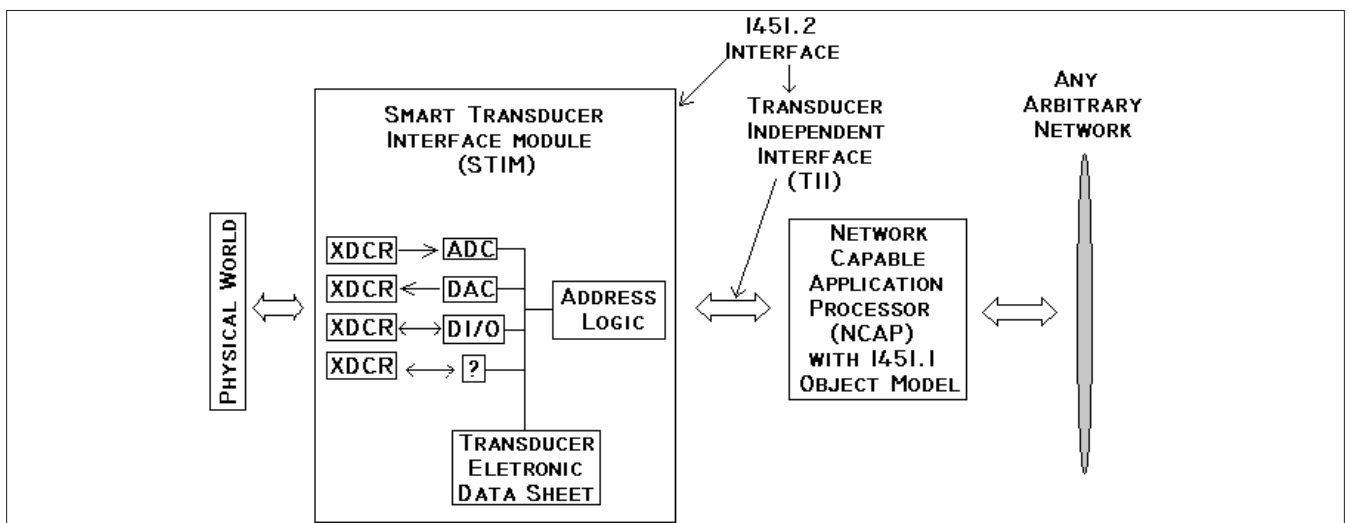 1451.2
INTERFACE
ANY
ARBITRARY
NETWORK
SMART TRANSDUCER
INTERFACE MODULE
(STIM)
TRANSDUCER
INDEPENDENT
INTERFACE
(TII)
PHYSICAL WORLD
XDCR
ADC
XDCR
DAC
XDCR
DI/O
XDCR
?
ADDRESS
LOGIC
TRANSDUCER
ELETRONIC
DATA SHEET
NETWORK
CAPABLE
APPLICATION
PROCESSOR
(NCAP)
WITH 1451.1
OBJECT MODEL